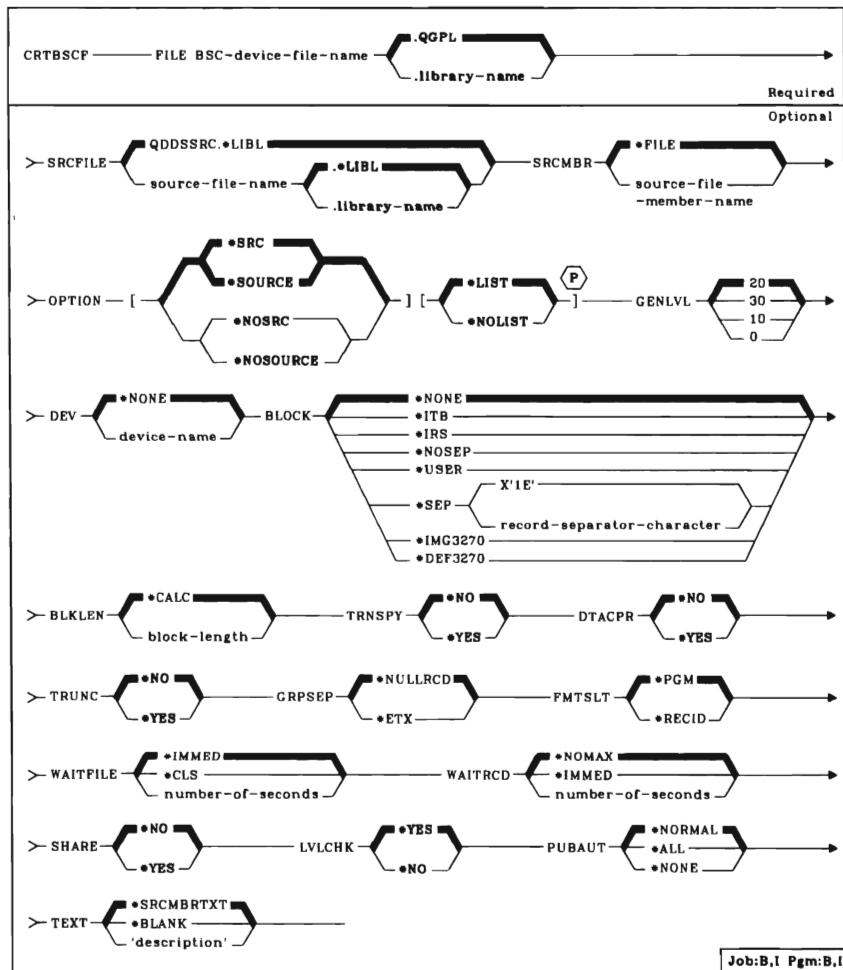 .QGPL
CRTBSCF FILE BSC-device-file-name
.library-name
Required
Optional
QDDSSRC.*LIBL *FILE
SRCFILE .*LIBL SRCMBR
source-file-name source-file
.library-name -member-name
*SRC
*SOURCE *LIST P 20
OPTION [ ] [ ] GENLVL 30
*NOSRC *NOLIST 10
*NOSOURCE 0
*NONE *NONE
DEV BLOCK *ITB
device-name *IRS
*NOSEP
*USER
X'1E'
*SEP
record-separator-character
*IMG3270
*DEF3270
*CALC *NO *NO
BLKLEN TRNSPY DTACPR
block-length *YES *YES
*NO *NULLRCD *PGM
TRUNC GRPSEP FMTSLT
*YES *ETX *RECID
*IMMED *NOMAX
WAITFILE *CLS WAITRCD *IMMED
number-of-seconds number-of-seconds
*NO *YES *NORMAL
SHARE LVLCHK PUBAUT *ALL
*YES *NO *NONE
*SRCMBRTXT
TEXT *BLANK
'description'
Job:B,I Pgm:B,I